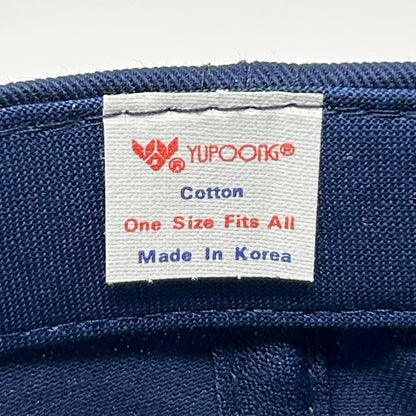 YUPOONG®
Cotton
One Size Fits All
Made In Korea